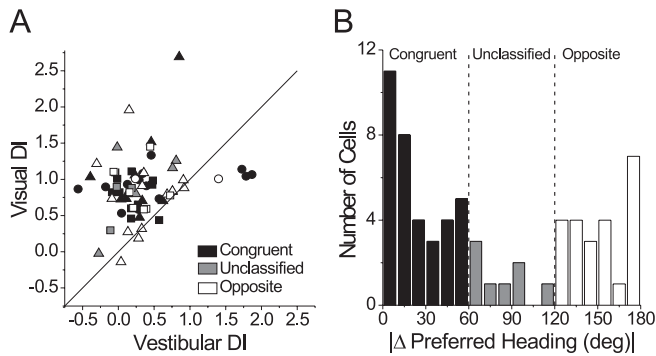 A
Visual DI
2.5
2.0
1.5
1.0
0.5
0.0
-0.5
-0.5 0.0 0.5 1.0 1.5 2.0 2.5
Vestibular DI
Congruent
Unclassified
Opposite
B
Number of Cells
12
8
4
0
Congruent Unclassified Opposite
0 30 60 90 120 150 180
|Δ Preferred Heading (deg)|